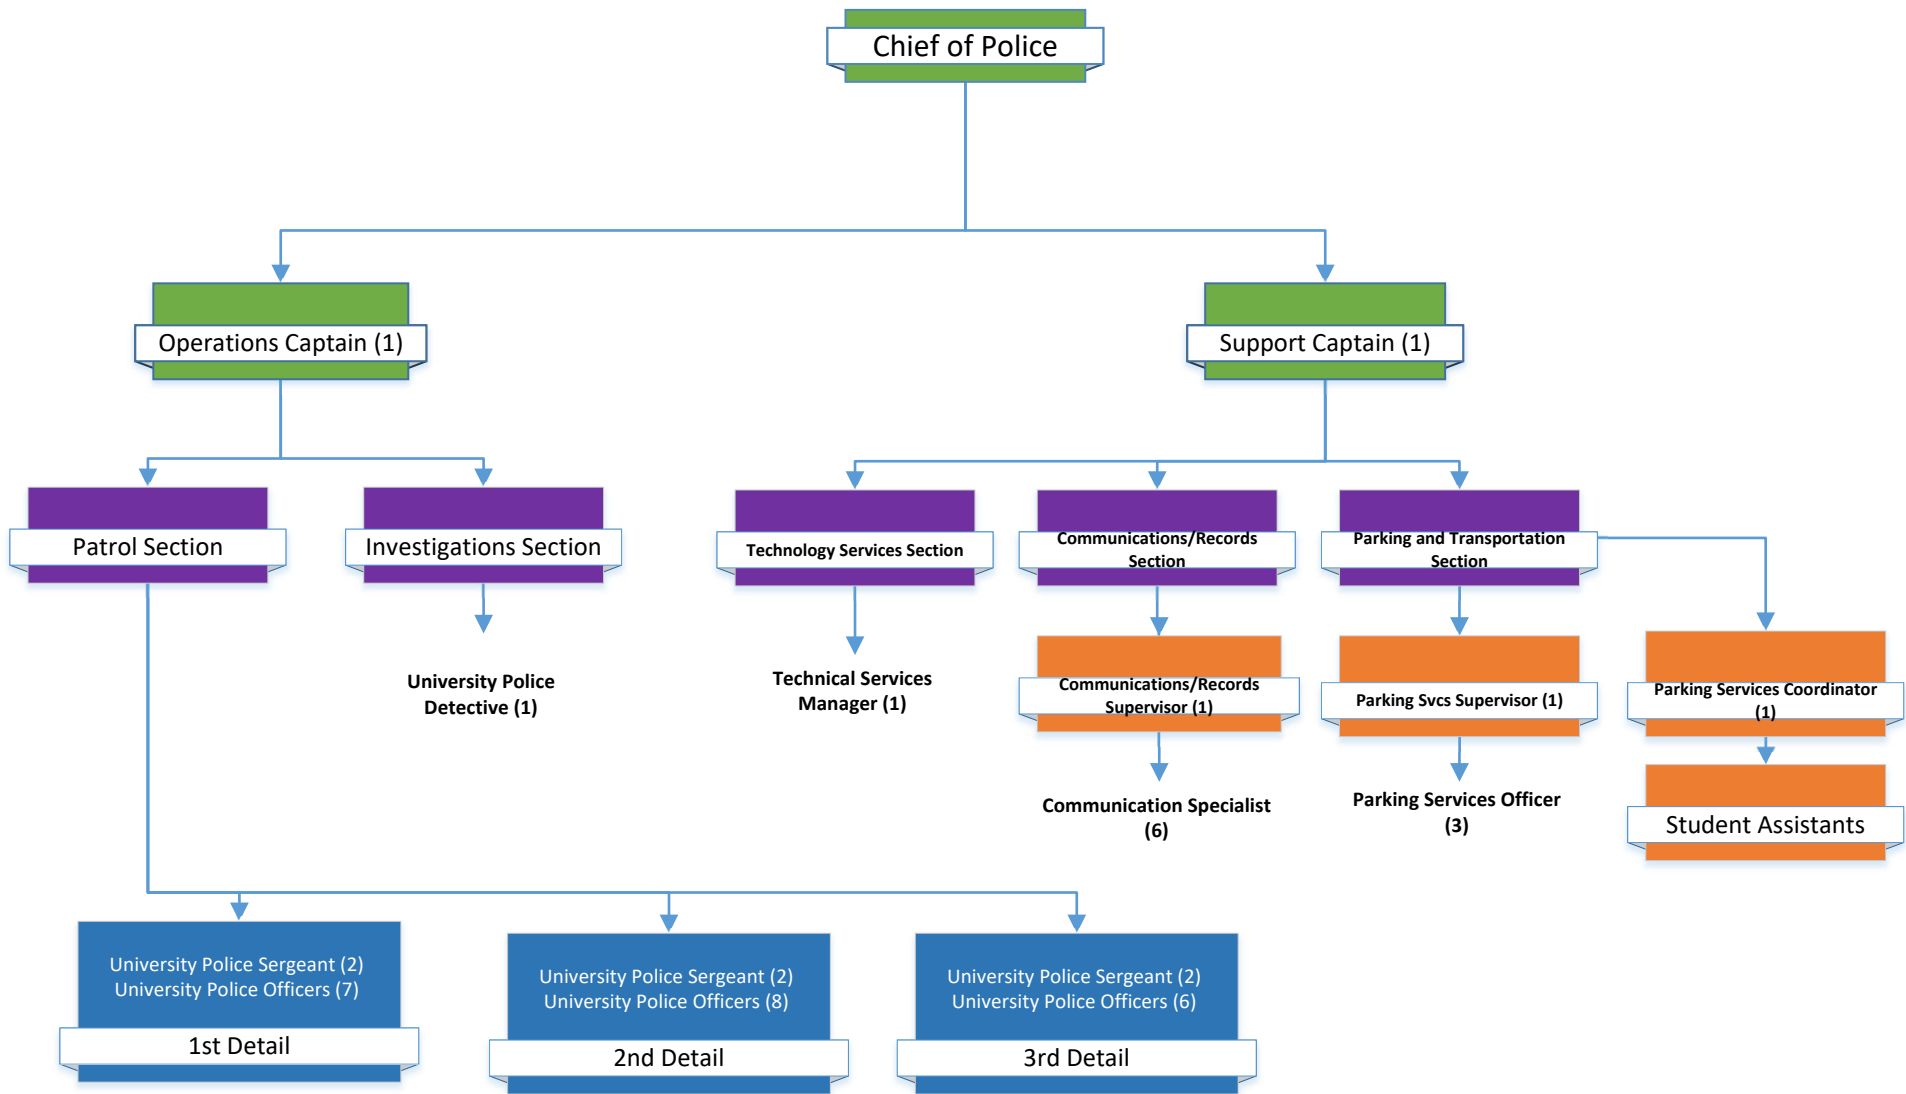 Chief of Police
Operations Captain (1)
Support Captain (1)
Patrol Section
Investigations Section
Technology Services Section
Communications/Records
Section
Parking and Transportation
Section
University Police
Detective (1)
Technical Services
Manager (1)
Communications/Records
Supervisor (1)
Parking Svcs Supervisor (1)
Parking Services Coordinator
(1)
Communication Specialist
(6)
Parking Services Officer
(3)
Student Assistants
University Police Sergeant (2)
University Police Officers (7)
1st Detail
University Police Sergeant (2)
University Police Officers (8)
2nd Detail
University Police Sergeant (2)
University Police Officers (6)
3rd Detail